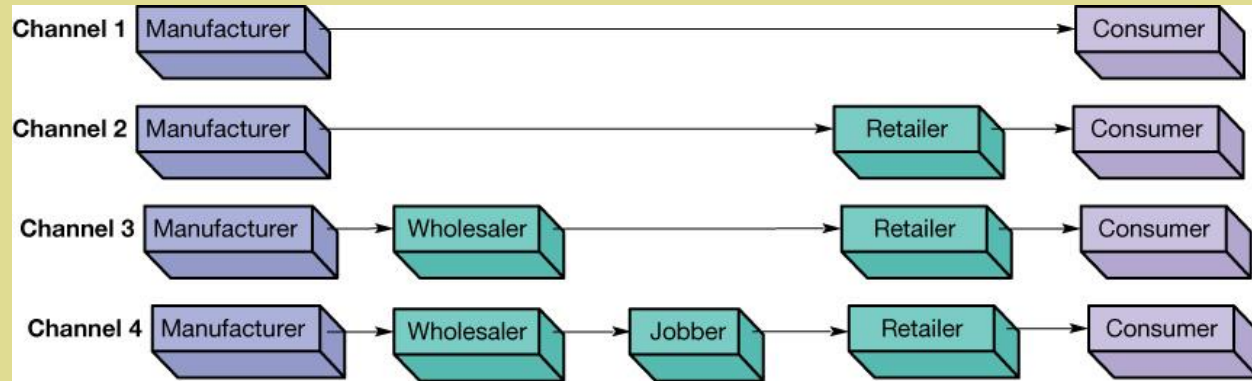 Channel 1 Manufacturer Consumer
Channel 2 Manufacturer Retailer Consumer
Channel 3 Manufacturer Wholesaler Retailer Consumer
Channel 4 Manufacturer Wholesaler Jobber Retailer Consumer